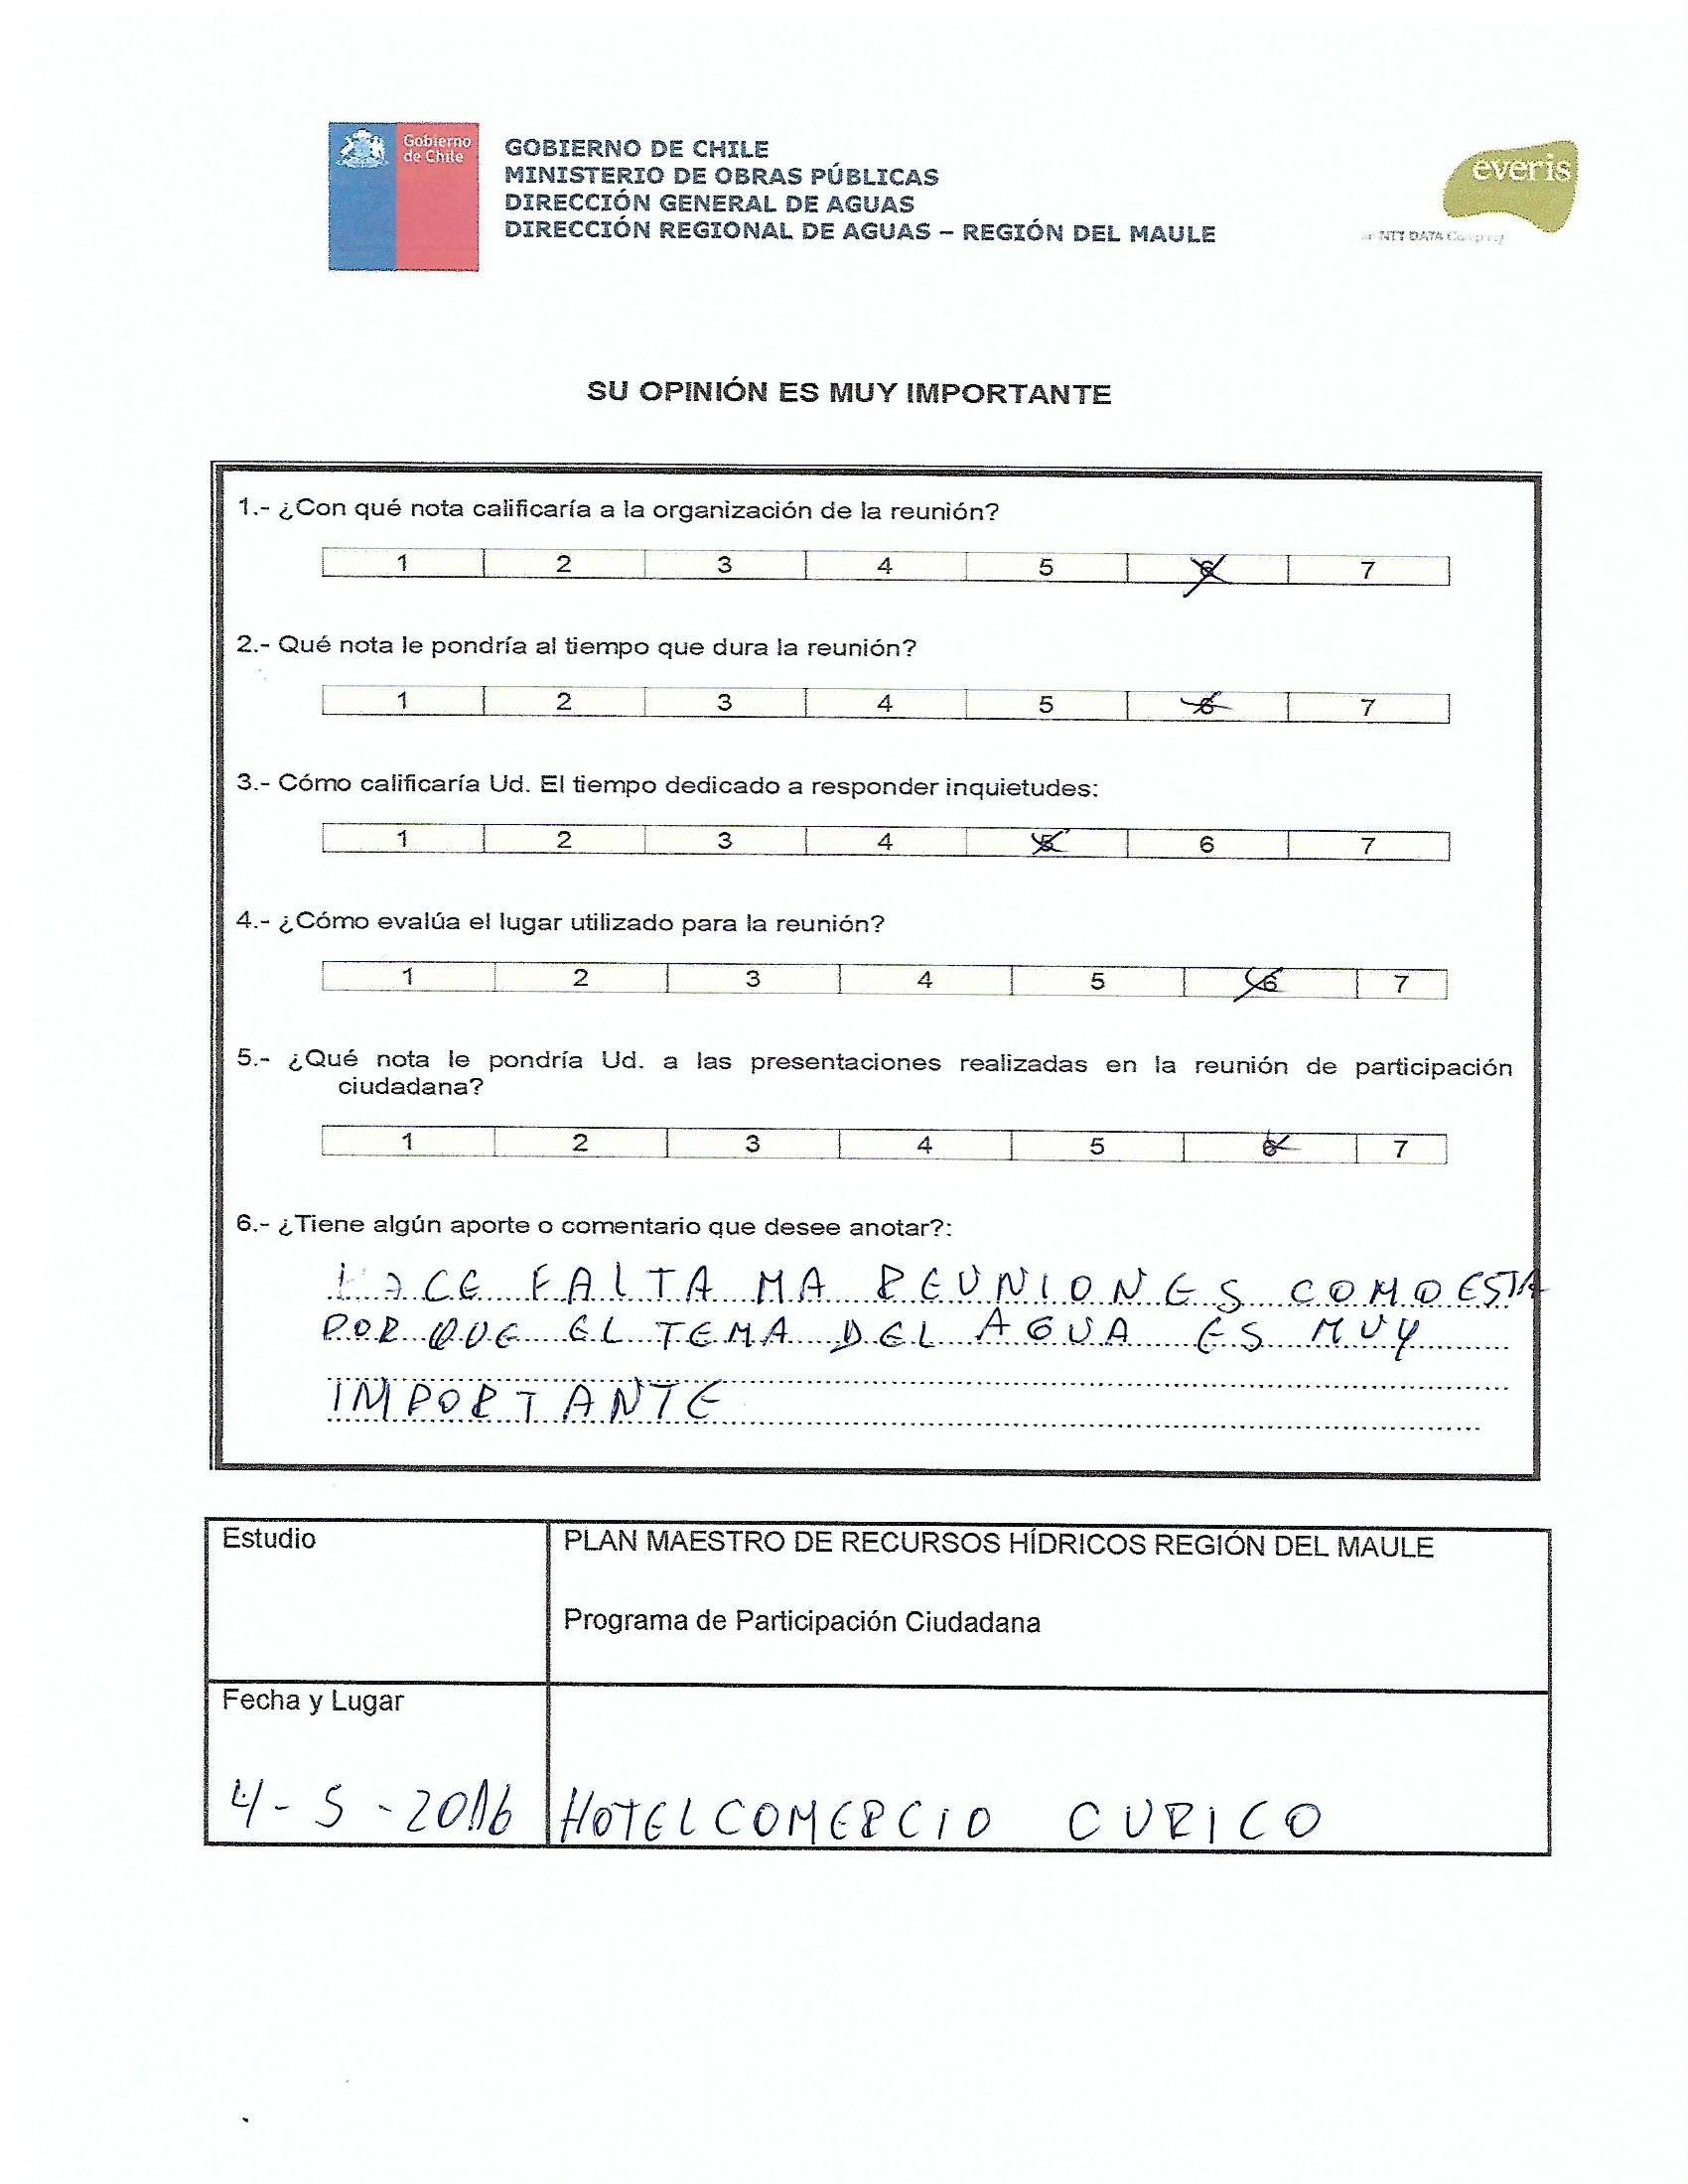 Gobierno
de Chile
GOBIERNO DE CHILE
MINISTERIO DE OBRAS PÚBLICAS
DIRECCIÓN GENERAL DE AGUAS
DIRECCIÓN REGIONAL DE AGUAS – REGIÓN DEL MAULE
everis
an NTT DATA Company
SU OPINIÓN ES MUY IMPORTANTE
1.- ¿Con qué nota calificaría a la organización de la reunión?
1 2 3 4 5 6 7
2.- Qué nota le pondría al tiempo que dura la reunión?
1 2 3 4 5 6 7
3.- Cómo calificaría Ud. El tiempo dedicado a responder inquietudes:
1 2 3 4 5 6 7
4.- ¿Cómo evalúa el lugar utilizado para la reunión?
1 2 3 4 5 6 7
5.- ¿Qué nota le pondría Ud. a las presentaciones realizadas en la reunión de participación
ciudadana?
1 2 3 4 5 6 7
6.- ¿Tiene algún aporte o comentario que desee anotar?:
HACE FALTA MA REUNIONES COMO ESTA
POR QUE EL TEMA DEL AGUA ES MUY
IMPORTANTE
Estudio PLAN MAESTRO DE RECURSOS HÍDRICOS REGIÓN DEL MAULE
Programa de Participación Ciudadana
Fecha y Lugar
4-5-2016 HOTEL COMERCIO CURICO